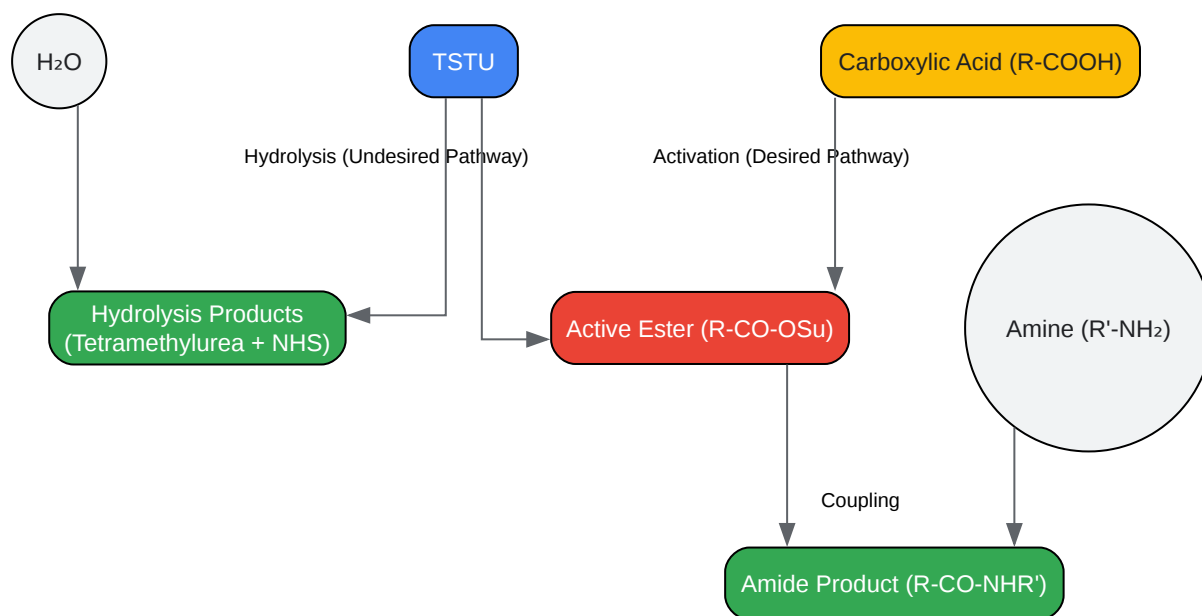 H₂O
TSTU
Carboxylic Acid (R-COOH)
Hydrolysis (Undesired Pathway)
Activation (Desired Pathway)
Hydrolysis Products
(Tetramethylurea + NHS)
Active Ester (R-CO-OSu)
Amine (R'-NH₂)
Coupling
Amide Product (R-CO-NHR')